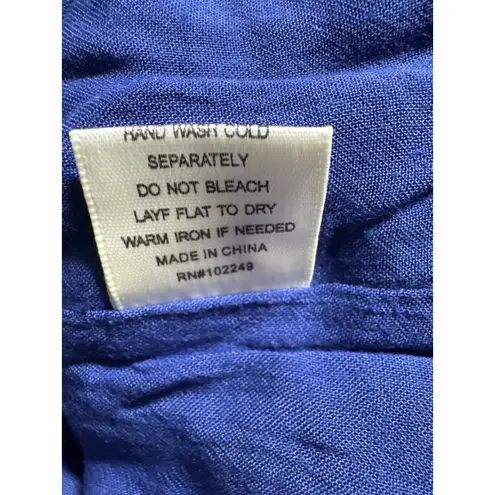 HAND WASH COLD
SEPARATELY
DO NOT BLEACH
LAYF FLAT TO DRY
WARM IRON IF NEEDED
MADE IN CHINA
RN#102249